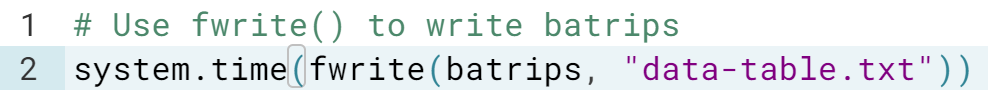 1 # Use fwrite() to write batrips
2 system.time(fwrite(batrips, "data-table.txt"))